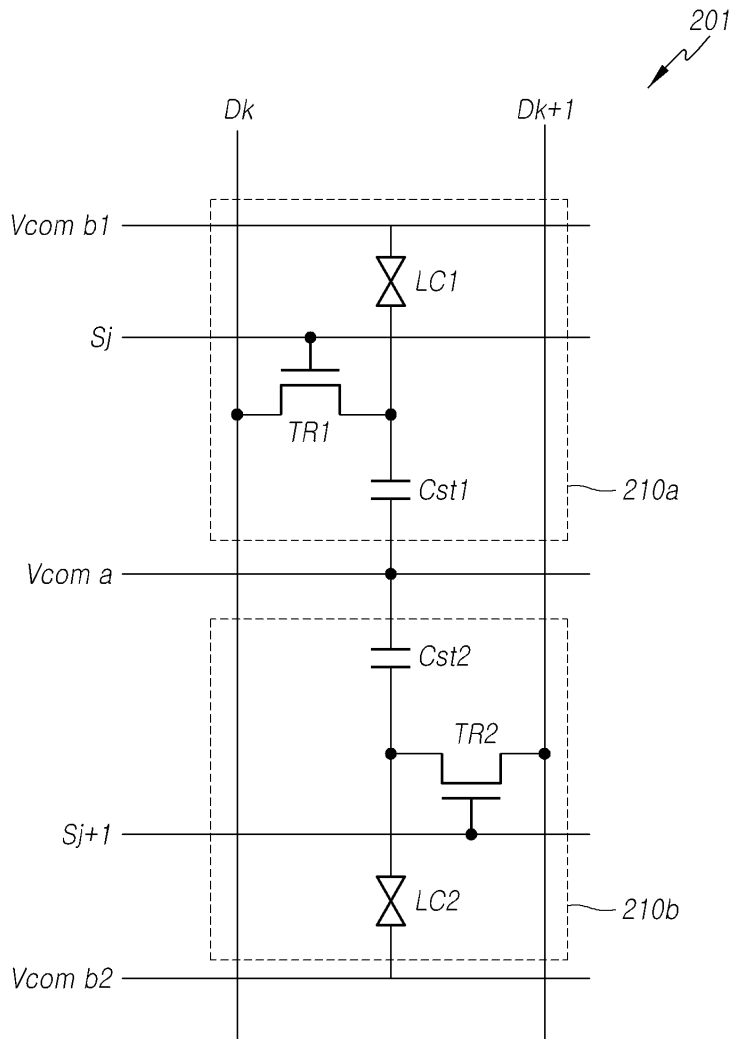 201
Dk
Dk+1
Vcom b1
LC1
Sj
TR1
Cst1
210a
Vcom a
Cst2
TR2
Sj+1
LC2
210b
Vcom b2